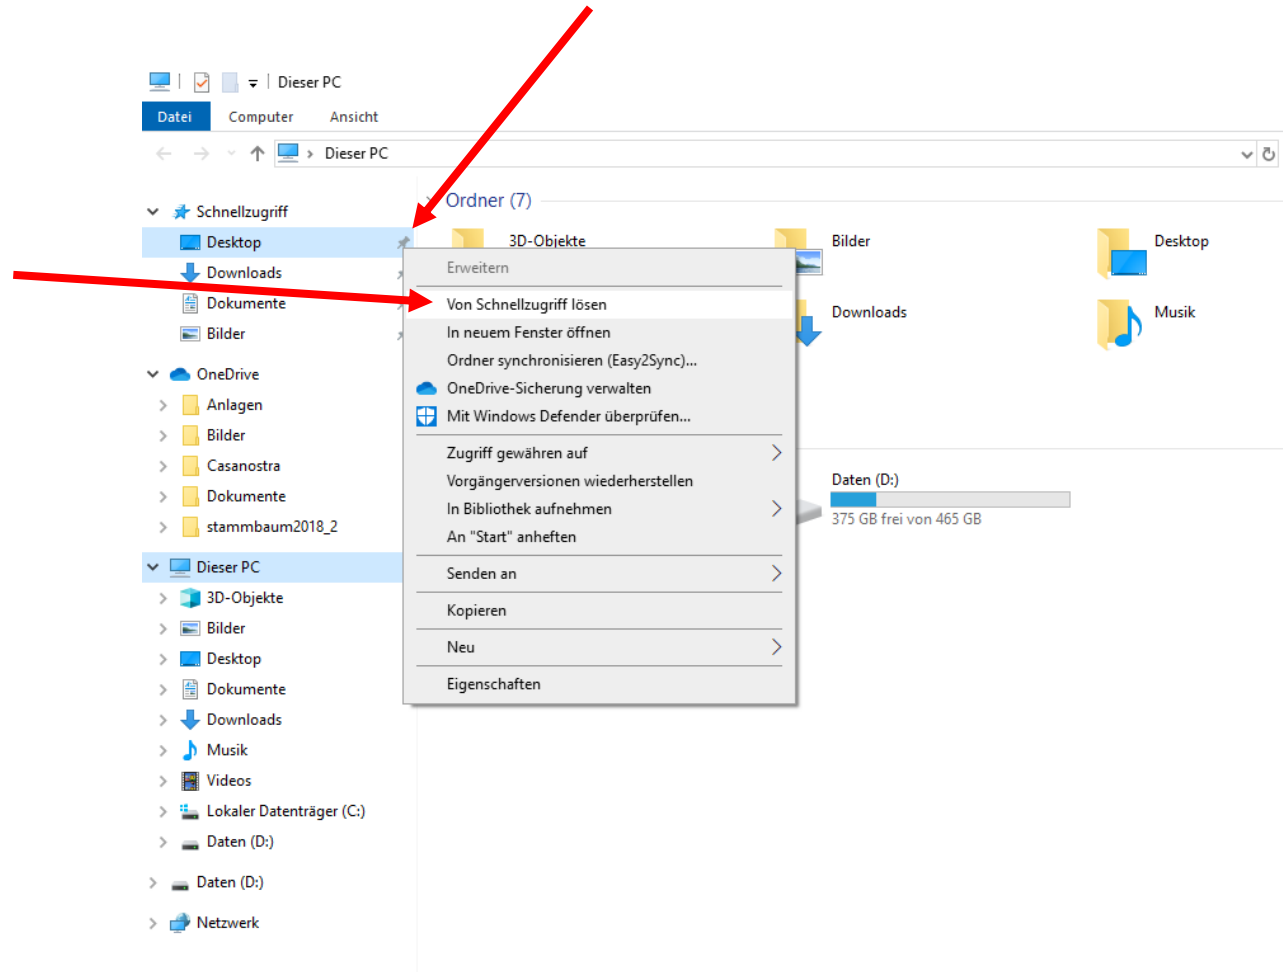 Dieser PC
Datei Computer Ansicht
Dieser PC
Schnellzugriff
Desktop
Downloads
Dokumente
Bilder
OneDrive
Anlagen
Bilder
Casanostra
Dokumente
stammbaum2018_2
Dieser PC
3D-Objekte
Bilder
Desktop
Dokumente
Downloads
Musik
Videos
Lokaler Datenträger (C:)
Daten (D:)
Daten (D:)
Netzwerk
Ordner (7)
3D-Objekte
Bilder
Desktop
Downloads
Musik
Daten (D:)
375 GB frei von 465 GB
Erweitern
Von Schnellzugriff lösen
In neuem Fenster öffnen
Ordner synchronisieren (Easy2Sync)...
OneDrive-Sicherung verwalten
Mit Windows Defender überprüfen...
Zugriff gewähren auf
Vorgängerversionen wiederherstellen
In Bibliothek aufnehmen
An "Start" anheften
Senden an
Kopieren
Neu
Eigenschaften